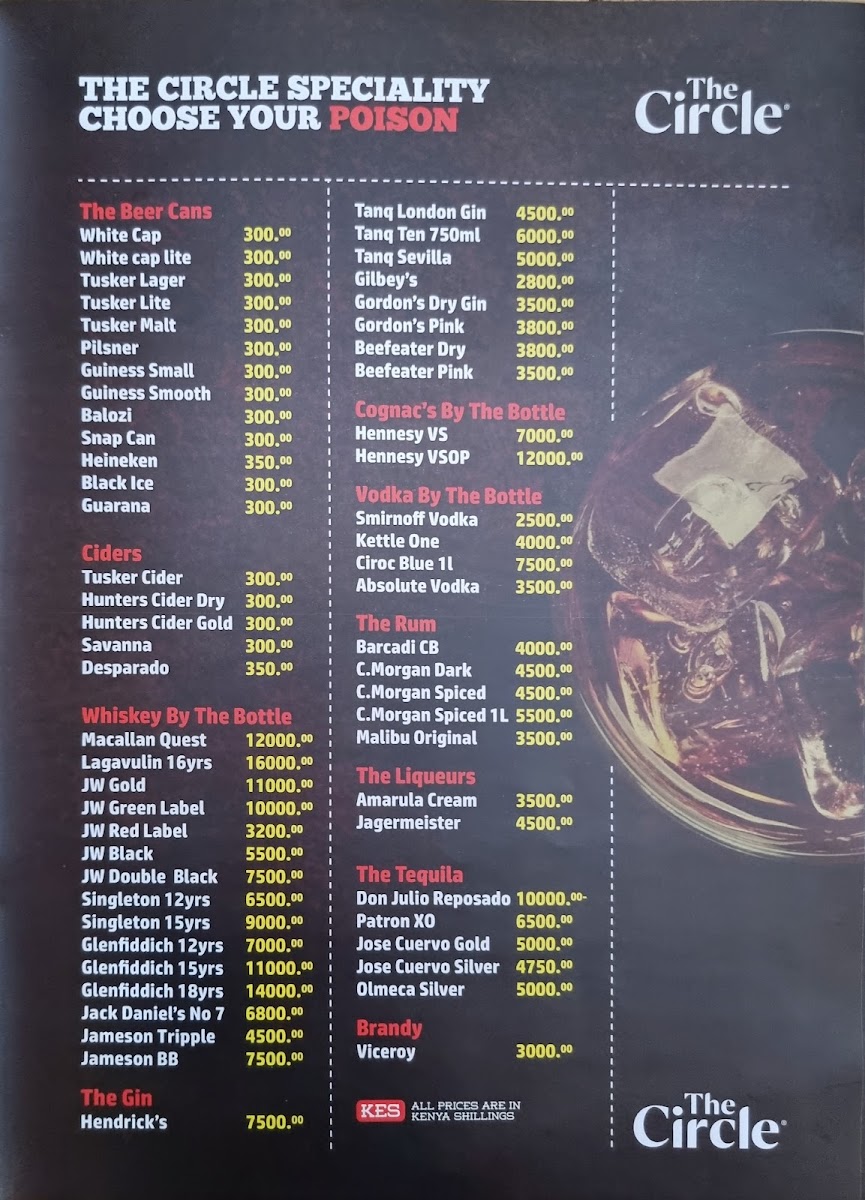 THE CIRCLE SPECIALITY
CHOOSE YOUR POISON
The
Circle
The Beer Cans
White Cap 300.00
White cap lite 300.00
Tusker Lager 300.00
Tusker Lite 300.00
Tusker Malt 300.00
Pilsner 300.00
Guiness Small 300.00
Guiness Smooth 300.00
Balozi 300.00
Snap Can 300.00
Heineken 350.00
Black Ice 300.00
Guarana 300.00
Ciders
Tusker Cider 300.00
Hunters Cider Dry 300.00
Hunters Cider Gold 300.00
Savanna 300.00
Desparado 350.00
Whiskey By The Bottle
Macallan Quest 12000.00
Lagavulin 16yrs 16000.00
JW Gold 11000.00
JW Green Label 10000.00
JW Red Label 3200.00
JW Black 5500.00
JW Double Black 7500.00
Singleton 12yrs 6500.00
Singleton 15yrs 9000.00
Glenfiddich 12yrs 7000.00
Glenfiddich 15yrs 11000.00
Glenfiddich 18yrs 14000.00
Jack Daniel's No 7 6800.00
Jameson Tripple 4500.00
Jameson BB 7500.00
The Gin
Hendrick's 7500.00
Tanq London Gin 4500.00
Tanq Ten 750ml 6000.00
Tanq Sevilla 5000.00
Gilbey's 2800.00
Gordon's Dry Gin 3500.00
Gordon's Pink 3800.00
Beefeater Dry 3800.00
Beefeater Pink 3500.00
Cognac's By The Bottle
Hennesy VS 7000.00
Hennesy VSOP 12000.00
Vodka By The Bottle
Smirnoff Vodka 2500.00
Kettle One 4000.00
Ciroc Blue 1l 7500.00
Absolute Vodka 3500.00
The Rum
Barcadi CB 4000.00
C.Morgan Dark 4500.00
C.Morgan Spiced 4500.00
C.Morgan Spiced 1L 5500.00
Malibu Original 3500.00
The Liqueurs
Amarula Cream 3500.00
Jagermeister 4500.00
The Tequila
Don Julio Reposado 10000.00-
Patron XO 6500.00
Jose Cuervo Gold 5000.00
Jose Cuervo Silver 4750.00
Olmeca Silver 5000.00
Brandy
Viceroy 3000.00
KES ALL PRICES ARE IN
KENYA SHILLINGS
The
Circle